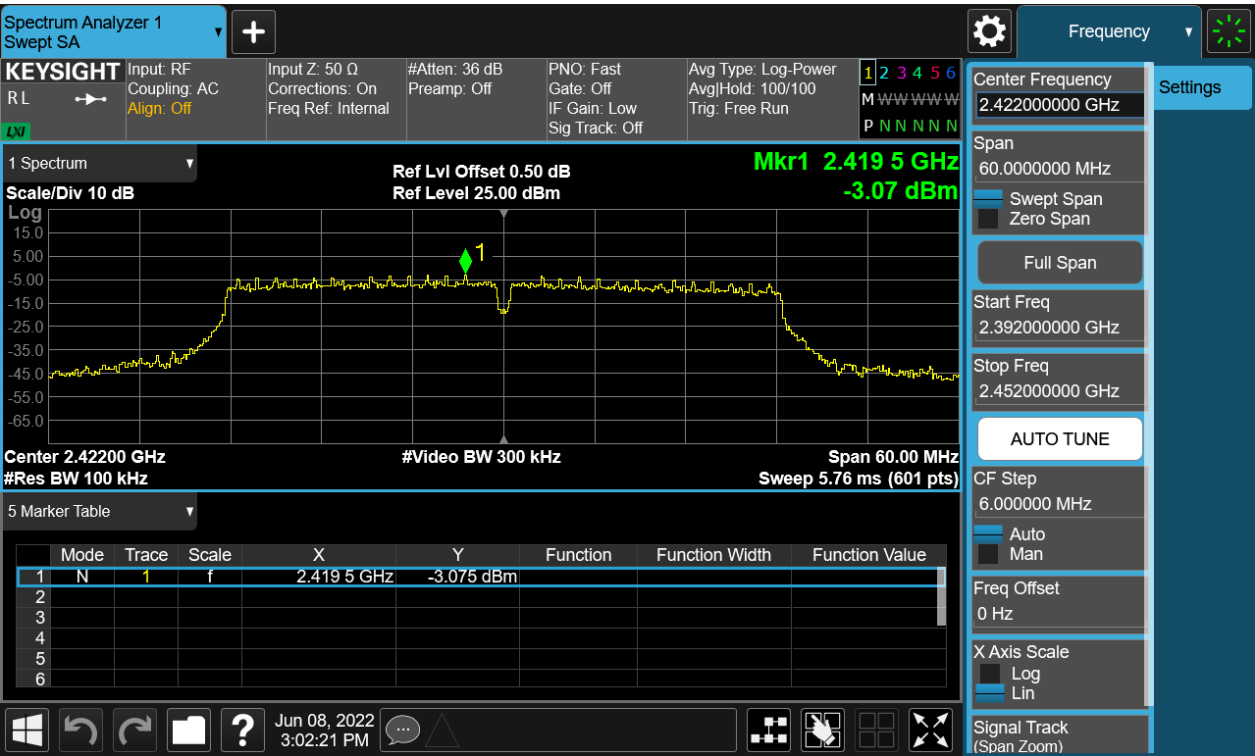 Spectrum Analyzer 1
Swept SA
Frequency
KEYSIGHT
R L
LXI
Input: RF
Coupling: AC
Align: Off
Input Z: 50 Ω
Corrections: On
Freq Ref: Internal
#Atten: 36 dB
Preamp: Off
PNO: Fast
Gate: Off
IF Gain: Low
Sig Track: Off
Avg Type: Log-Power
Avg|Hold: 100/100
Trig: Free Run
1 2 3 4 5 6
M W W W W W
P N N N N N
1 Spectrum
Scale/Div 10 dB
Ref Lvl Offset 0.50 dB
Ref Level 25.00 dBm
Mkr1 2.419 5 GHz
-3.07 dBm
Log
15.0
5.00
-5.00
-15.0
-25.0
-35.0
-45.0
-55.0
-65.0
1
Center 2.42200 GHz
#Res BW 100 kHz
#Video BW 300 kHz
Span 60.00 MHz
Sweep 5.76 ms (601 pts)
5 Marker Table
Mode Trace Scale X Y Function Function Width Function Value
1 N 1 f 2.419 5 GHz -3.075 dBm
2
3
4
5
6
?
Jun 08, 2022
3:02:21 PM
Settings
Center Frequency
2.422000000 GHz
Span
60.0000000 MHz
Swept Span
Zero Span
Full Span
Start Freq
2.392000000 GHz
Stop Freq
2.452000000 GHz
AUTO TUNE
CF Step
6.000000 MHz
Auto
Man
Freq Offset
0 Hz
X Axis Scale
Log
Lin
Signal Track
(Span Zoom)